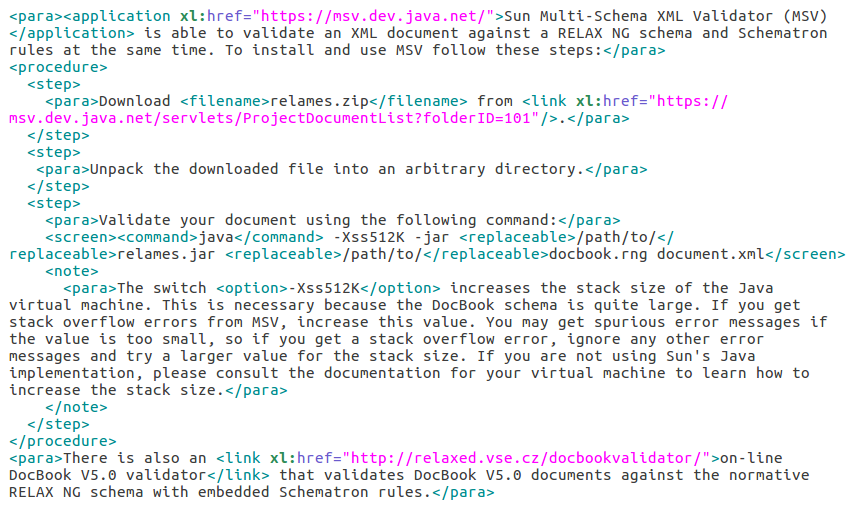 <para><application xl:href="https://msv.dev.java.net/">Sun Multi-Schema XML Validator (MSV)
</application> is able to validate an XML document against a RELAX NG schema and Schematron
rules at the same time. To install and use MSV follow these steps:</para>
<procedure>
  <step>
    <para>Download <filename>relames.zip</filename> from <link xl:href="https://
msv.dev.java.net/servlets/ProjectDocumentList?folderID=101"/>.</para>
  </step>
  <step>
   <para>Unpack the downloaded file into an arbitrary directory.</para>
  </step>
  <step>
    <para>Validate your document using the following command:</para>
    <screen><command>java</command> -Xss512K -jar <replaceable>/path/to/</
replaceable>relames.jar <replaceable>/path/to/</replaceable>docbook.rng document.xml</screen>
    <note>
      <para>The switch <option>-Xss512K</option> increases the stack size of the Java
virtual machine. This is necessary because the DocBook schema is quite large. If you get
stack overflow errors from MSV, increase this value. You may get spurious error messages if
the value is too small, so if you get a stack overflow error, ignore any other error
messages and try a larger value for the stack size. If you are not using Sun's Java
implementation, please consult the documentation for your virtual machine to learn how to
increase the stack size.</para>
    </note>
  </step>
</procedure>
<para>There is also an <link xl:href="http://relaxed.vse.cz/docbookvalidator/">on-line
DocBook V5.0 validator</link> that validates DocBook V5.0 documents against the normative
RELAX NG schema with embedded Schematron rules.</para>